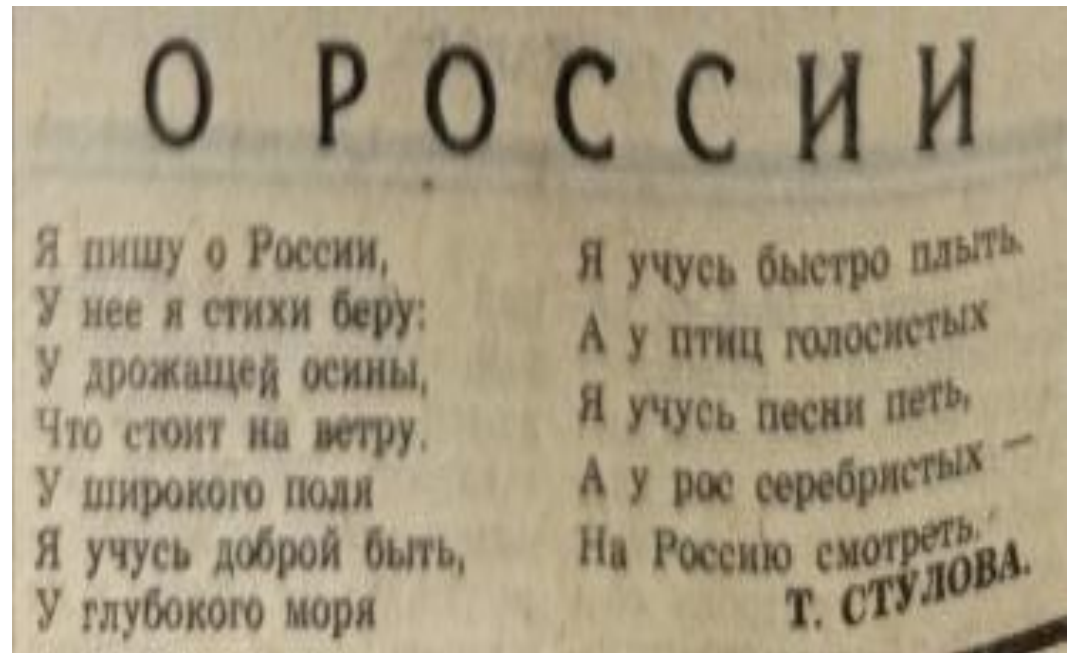 О РОССИИ
Я пишу о России,
У нее я стихи беру:
У дрожащей осины,
Что стоит на ветру.
У широкого поля
Я учусь доброй быть,
У глубокого моря
Я учусь быстро плыть.
А у птиц голосистых
Я учусь песни петь,
А у рос серебристых —
На Россию смотреть.
Т. СТУЛОВА.